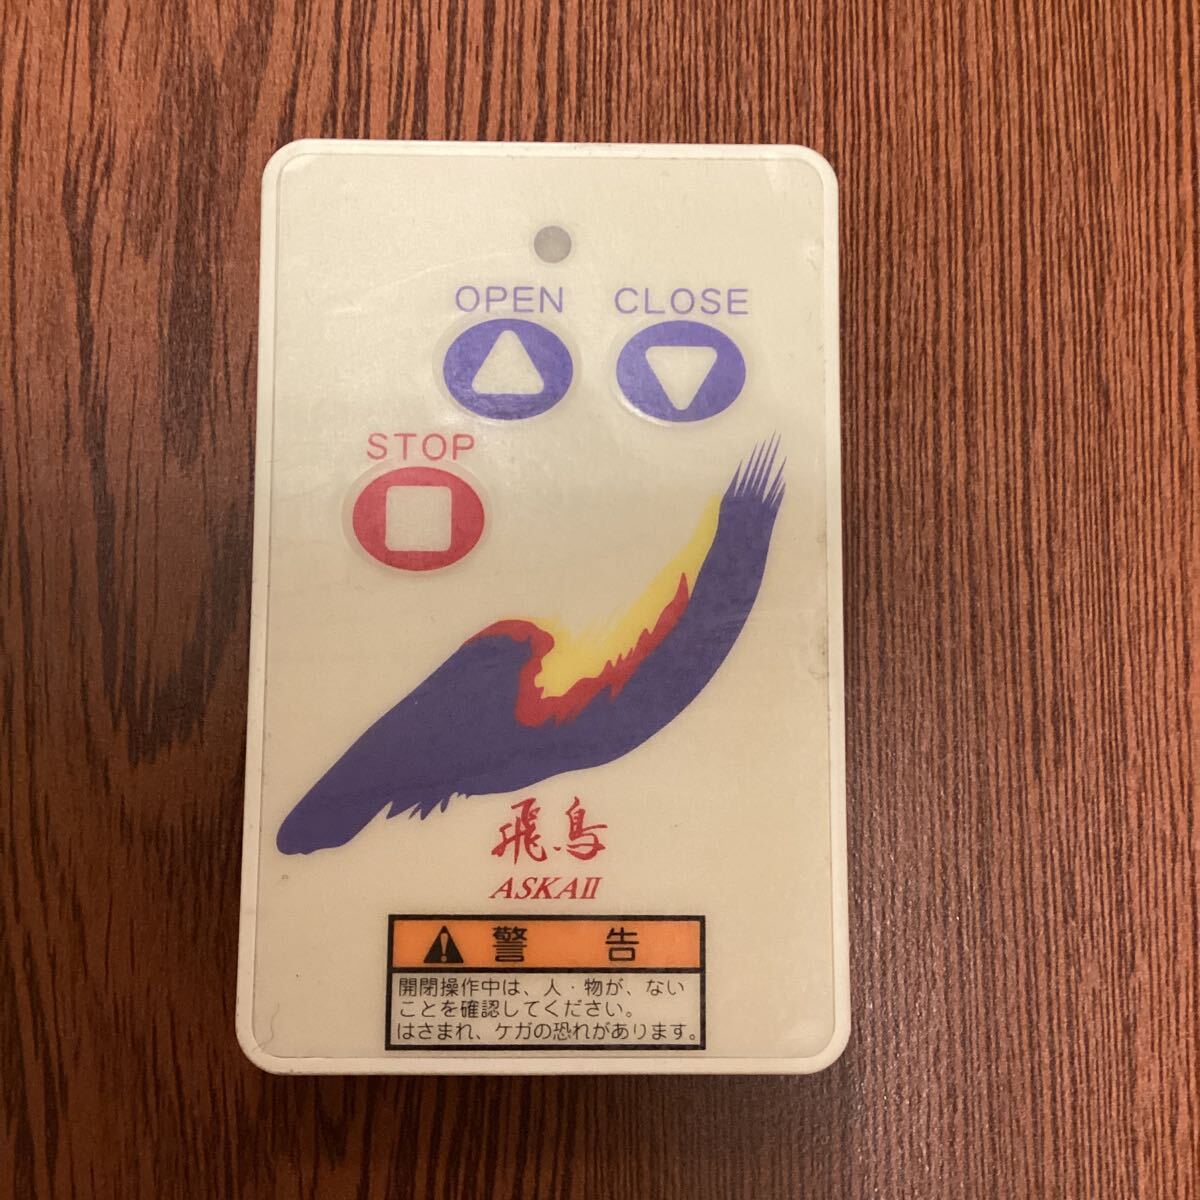 OPEN CLOSE
STOP
飛鳥
ASKAII
警告
開閉操作中は、人・物が、ない
ことを確認してください。
はさまれ、ケガの恐れがあります。